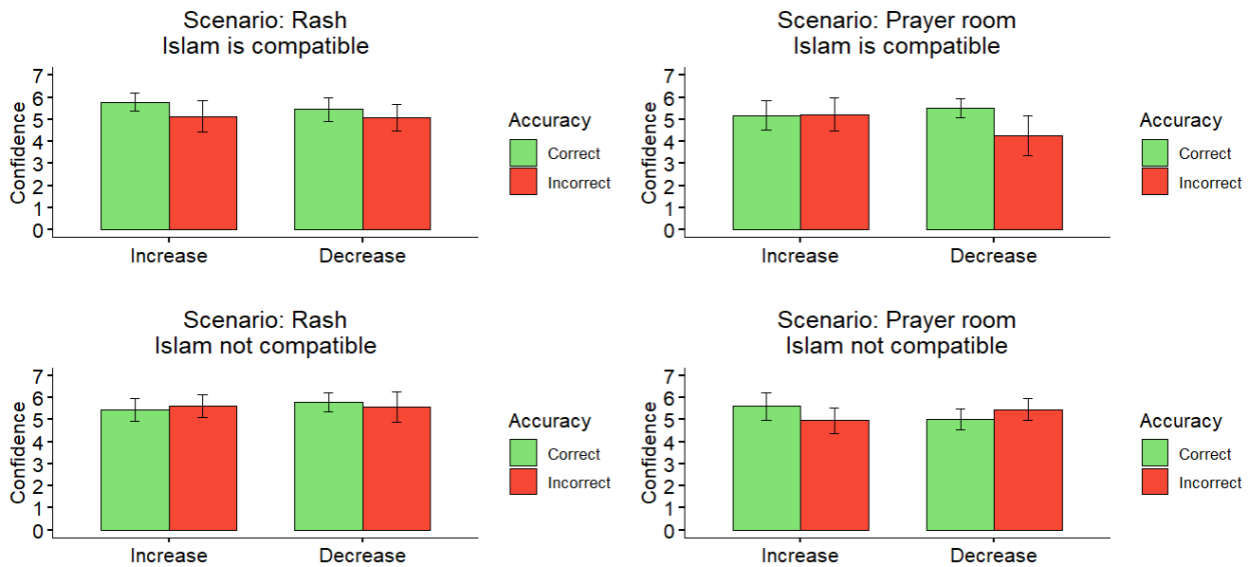 Scenario: Rash
Islam is compatible
Confidence
7
6
5
4
3
2
1
0
Increase
Decrease
Accuracy
Correct
Incorrect
Scenario: Prayer room
Islam is compatible
Confidence
7
6
5
4
3
2
1
0
Increase
Decrease
Accuracy
Correct
Incorrect
Scenario: Rash
Islam not compatible
Confidence
7
6
5
4
3
2
1
0
Increase
Decrease
Accuracy
Correct
Incorrect
Scenario: Prayer room
Islam not compatible
Confidence
7
6
5
4
3
2
1
0
Increase
Decrease
Accuracy
Correct
Incorrect